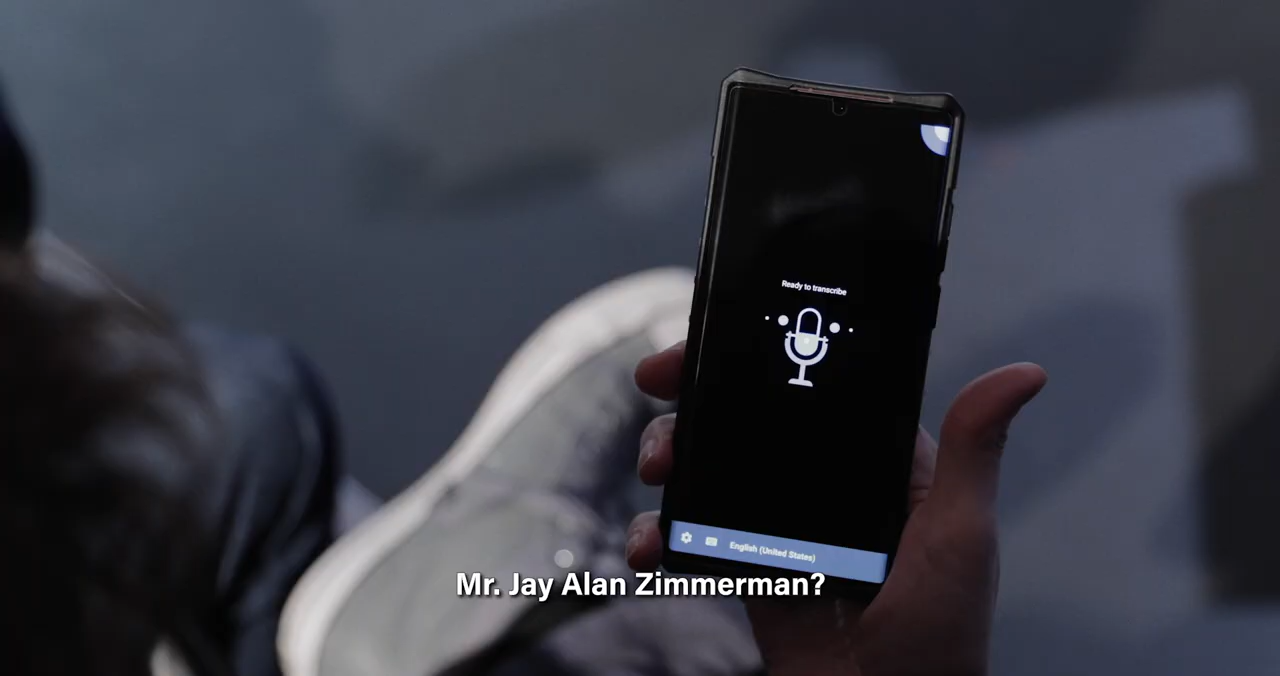 Ready to transcribe
English (United States)
Mr. Jay Alan Zimmerman?